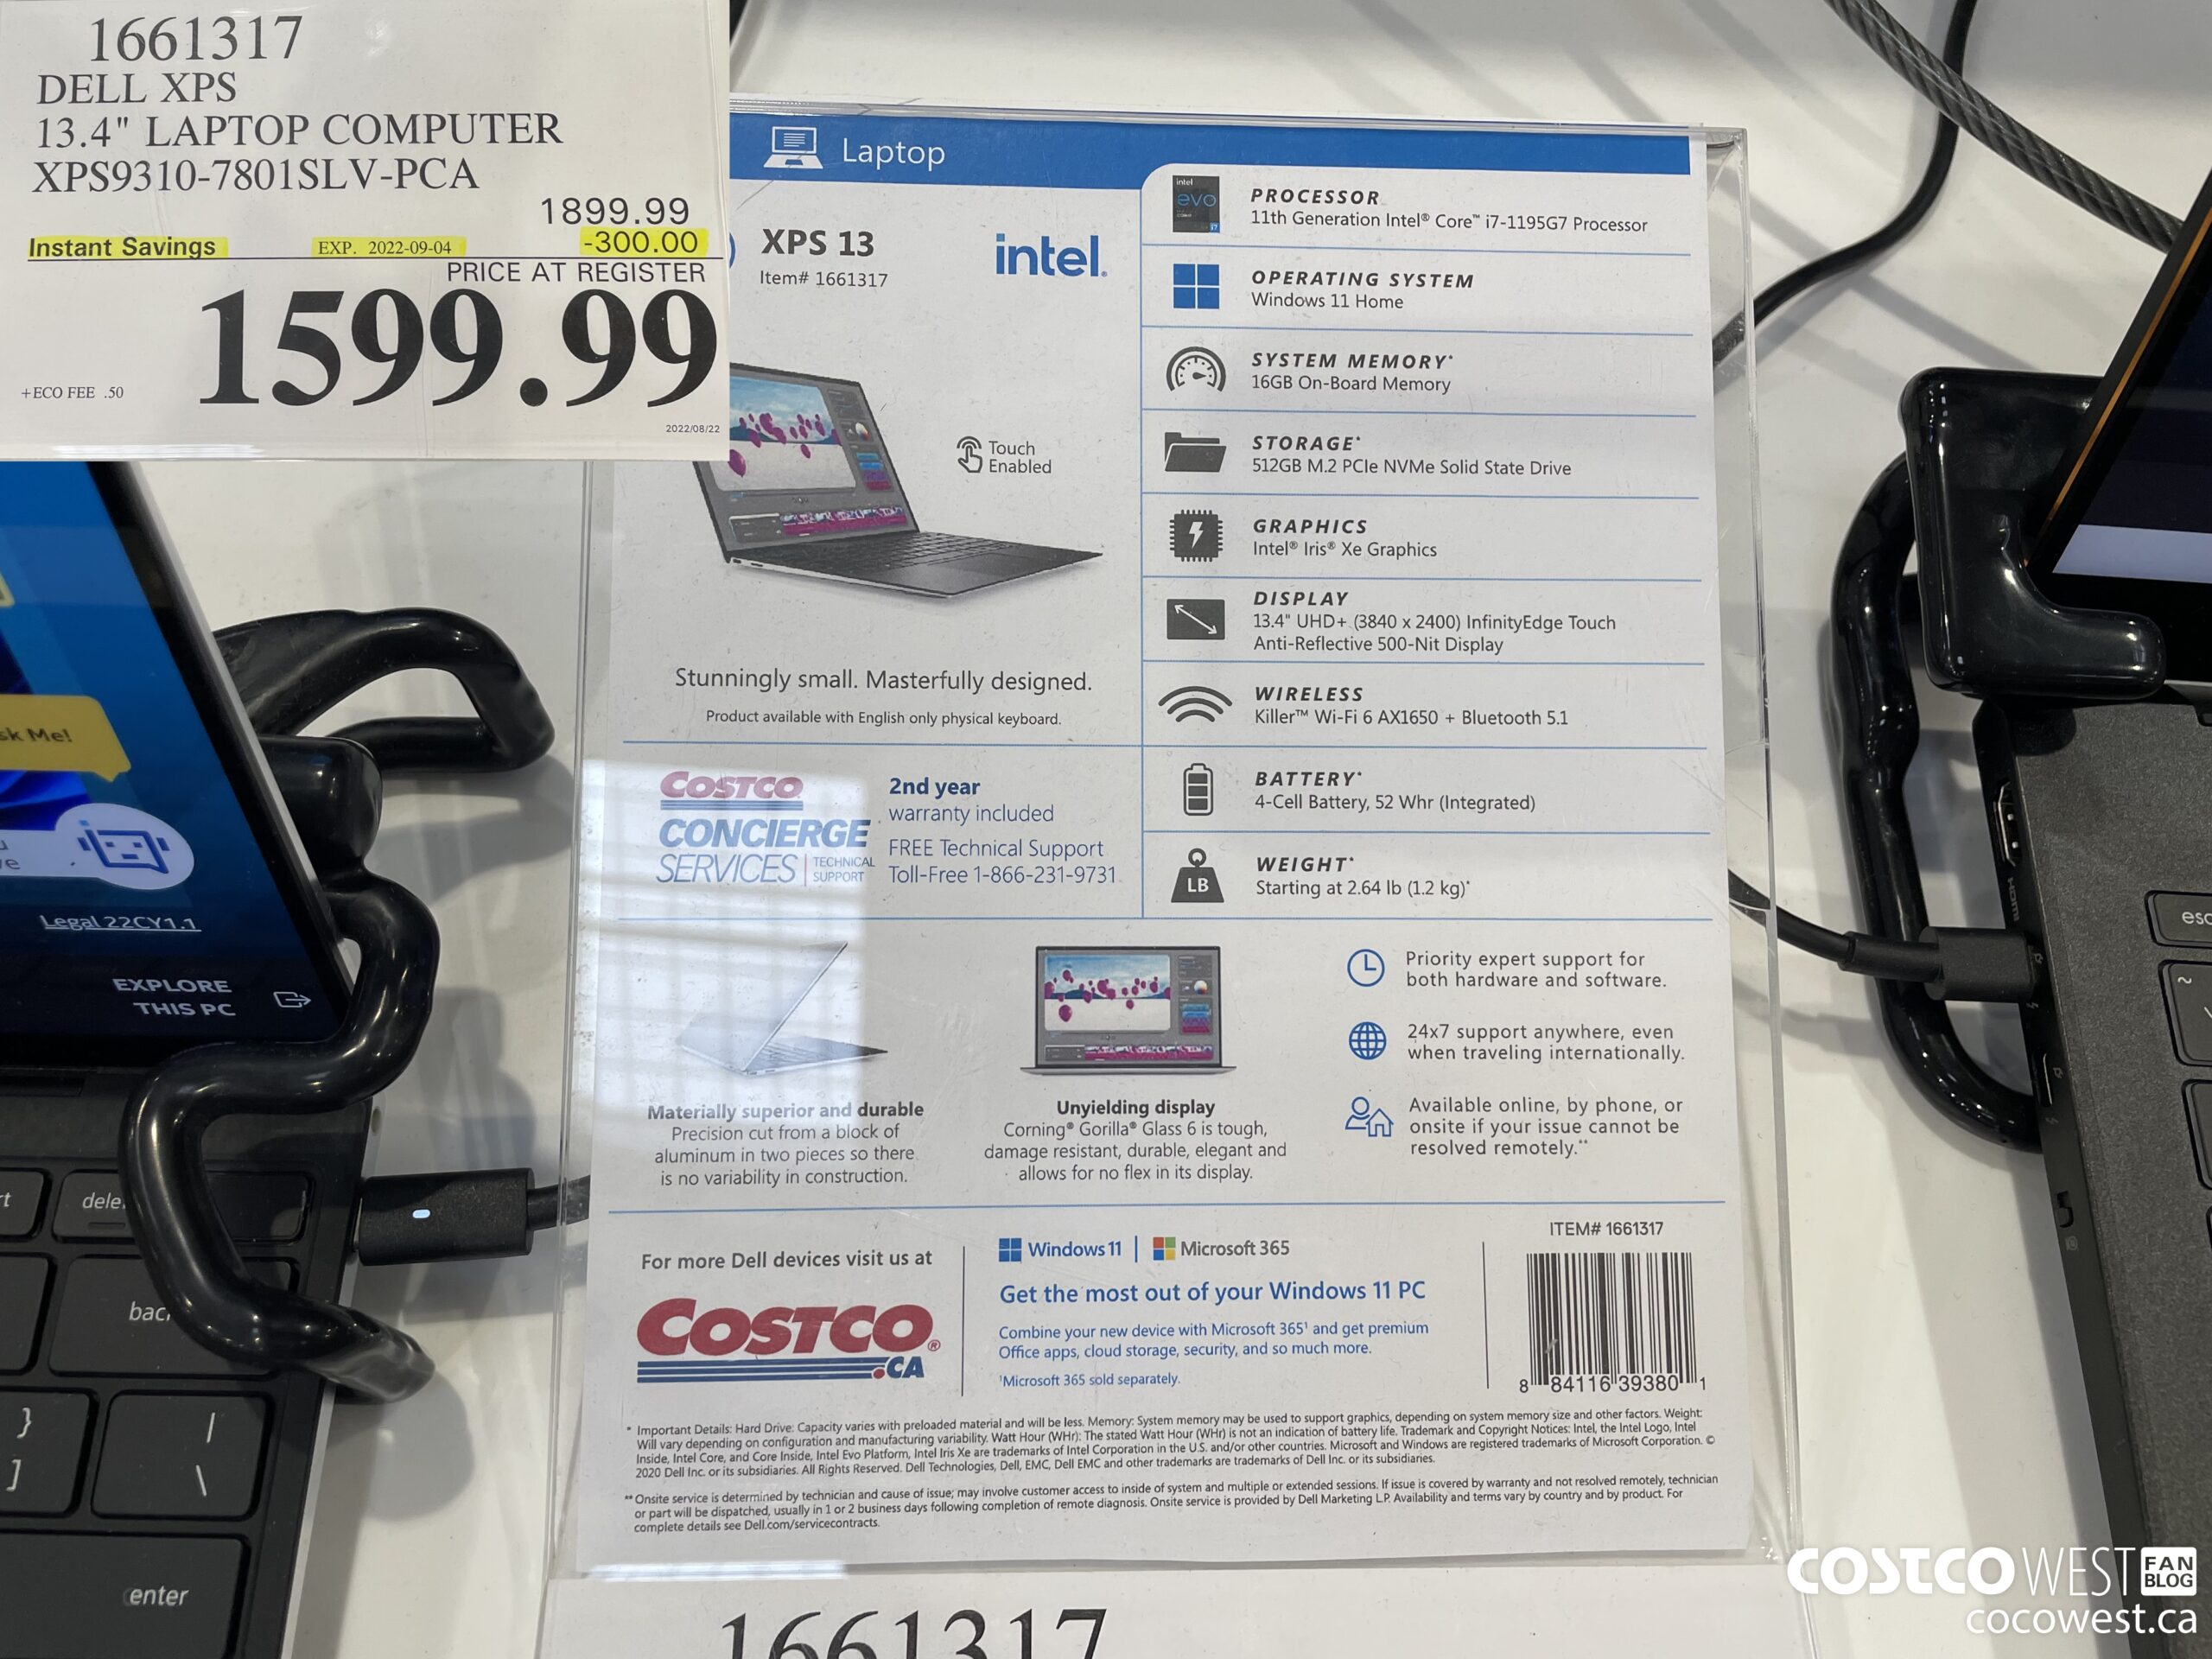 1661317
DELL XPS
13.4" LAPTOP COMPUTER
XPS9310-7801SLV-PCA
1899.99
Instant Savings EXP. 2022-09-04 -300.00
PRICE AT REGISTER
1599.99
+ECO FEE .50
2022/08/22
Laptop
XPS 13
Item# 1661317
intel.
Touch
Enabled
Stunningly small. Masterfully designed.
Product available with English only physical keyboard.
intel
evo
i7
PROCESSOR
11th Generation Intel® Core™ i7-1195G7 Processor
OPERATING SYSTEM
Windows 11 Home
SYSTEM MEMORY*
16GB On-Board Memory
STORAGE*
512GB M.2 PCIe NVMe Solid State Drive
GRAPHICS
Intel® Iris® Xe Graphics
DISPLAY
13.4" UHD+ (3840 x 2400) InfinityEdge Touch
Anti-Reflective 500-Nit Display
WIRELESS
Killer™ Wi-Fi 6 AX1650 + Bluetooth 5.1
BATTERY*
4-Cell Battery, 52 Whr (Integrated)
LB
WEIGHT*
Starting at 2.64 lb (1.2 kg)*
COSTCO
CONCIERGE
SERVICES | TECHNICAL SUPPORT
2nd year
warranty included
FREE Technical Support
Toll-Free 1-866-231-9731
Materially superior and durable
Precision cut from a block of
aluminum in two pieces so there
is no variability in construction.
Unyielding display
Corning® Gorilla® Glass 6 is tough,
damage resistant, durable, elegant and
allows for no flex in its display.
Priority expert support for
both hardware and software.
24x7 support anywhere, even
when traveling internationally.
Available online, by phone, or
onsite if your issue cannot be
resolved remotely.**
For more Dell devices visit us at
COSTCO®
.CA
Windows 11 | Microsoft 365
Get the most out of your Windows 11 PC
Combine your new device with Microsoft 365¹ and get premium
Office apps, cloud storage, security, and so much more.
¹Microsoft 365 sold separately.
ITEM# 1661317
8 84116 39380 1
* Important Details: Hard Drive: Capacity varies with preloaded material and will be less. Memory: System memory may be used to support graphics, depending on system memory size and other factors. Weight:
Will vary depending on configuration and manufacturing variability. Watt Hour (WHr): The stated Watt Hour (WHr) is not an indication of battery life. Trademark and Copyright Notices: Intel, the Intel Logo, Intel
Inside, Intel Core, and Core Inside, Intel Evo Platform, Intel Iris Xe are trademarks of Intel Corporation in the U.S. and/or other countries. Microsoft and Windows are registered trademarks of Microsoft Corporation. ©
2020 Dell Inc. or its subsidiaries. All Rights Reserved. Dell Technologies, Dell, EMC, Dell EMC and other trademarks are trademarks of Dell Inc. or its subsidiaries.
** Onsite service is determined by technician and cause of issue; may involve customer access to inside of system and multiple or extended sessions. If issue is covered by warranty and not resolved remotely, technician
or part will be dispatched, usually in 1 or 2 business days following completion of remote diagnosis. Onsite service is provided by Dell Marketing L.P. Availability and terms vary by country and by product. For
complete details see Dell.com/servicecontracts.
1661317
sk Me!
Legal 22CY1.1
EXPLORE
THIS PC
dele
bac
}
]
|
\
enter
esc
~
COSTCO WEST FAN BLOG
cocowest.ca